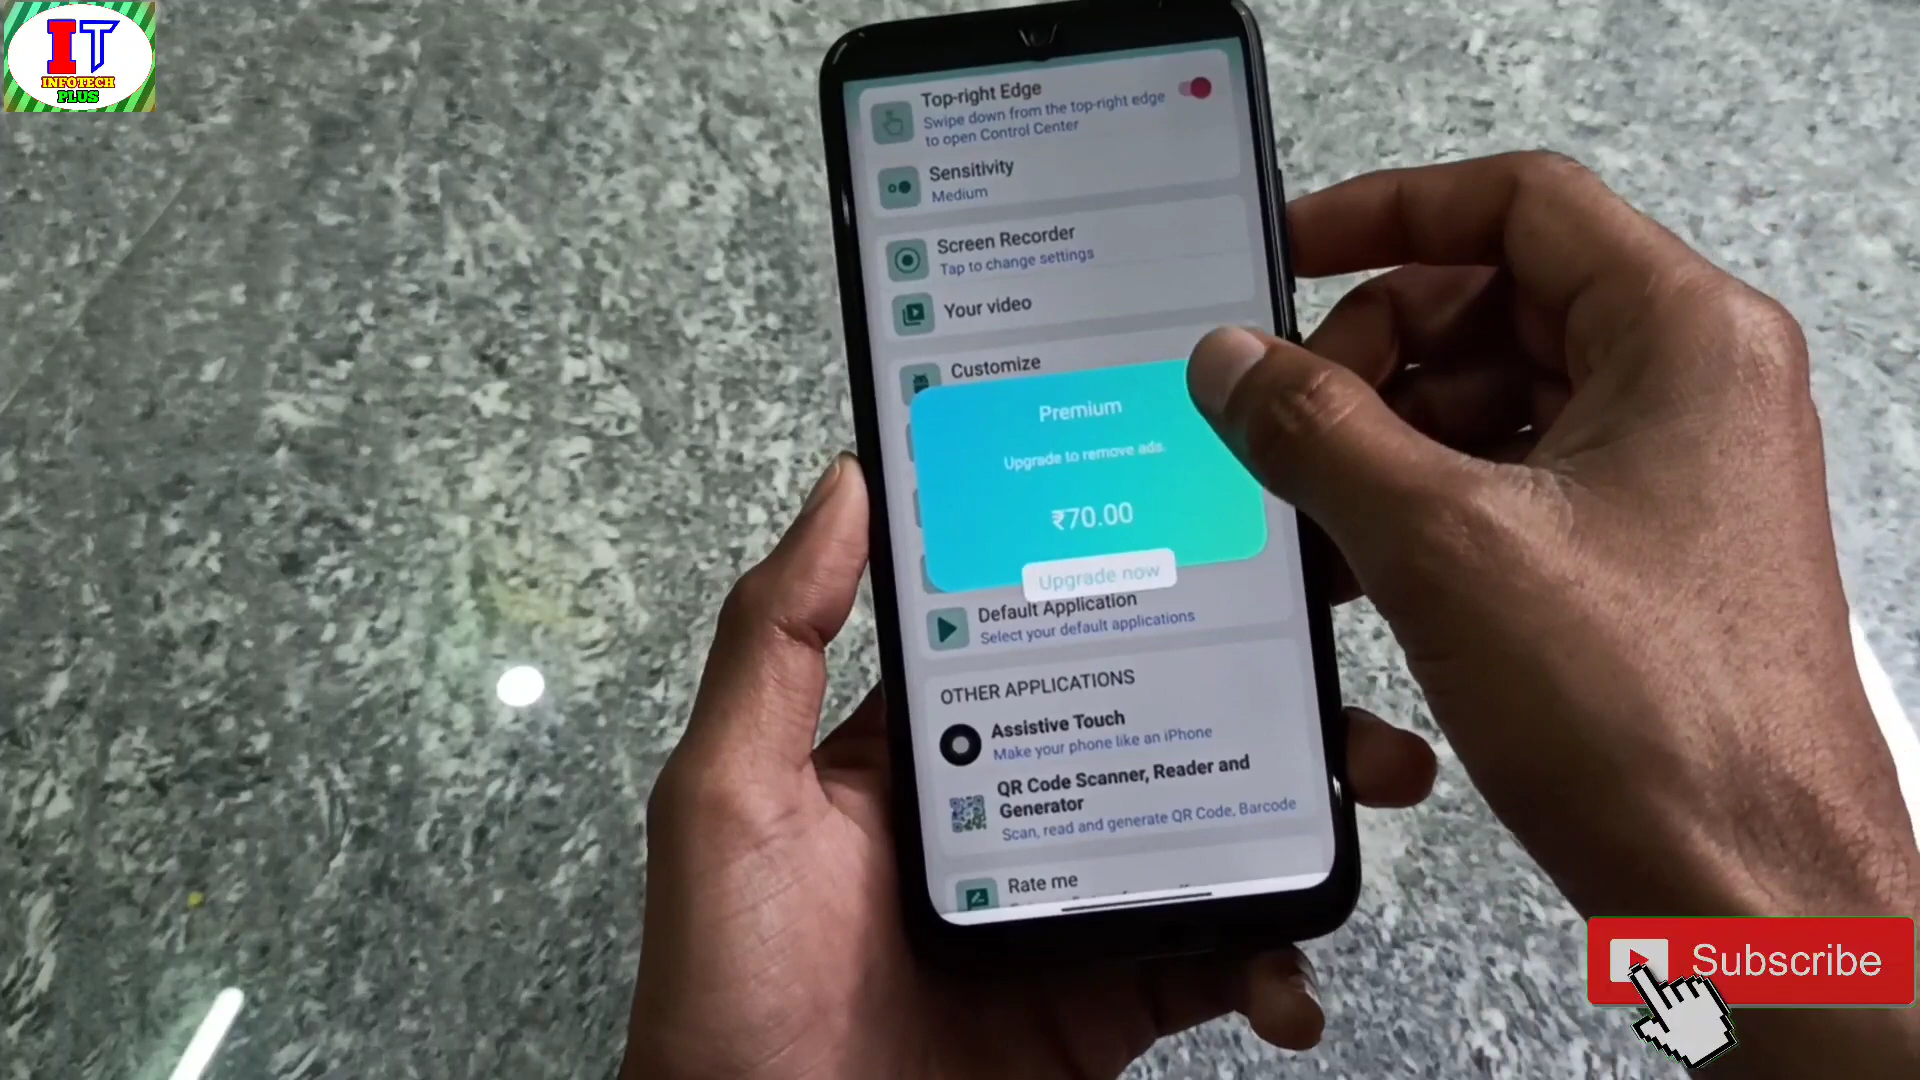 IT
INFOTECH
PLUS
Top-right Edge
Swipe down from the top-right edge
to open Control Center
Sensitivity
Medium
Screen Recorder
Tap to change settings
Your video
Customize
Premium
Upgrade to remove ads.
₹70.00
Upgrade now
Default Application
Select your default applications
OTHER APPLICATIONS
Assistive Touch
Make your phone like an iPhone
QR Code Scanner, Reader and
Generator
Scan, read and generate QR Code, Barcode
Rate me
Subscribe